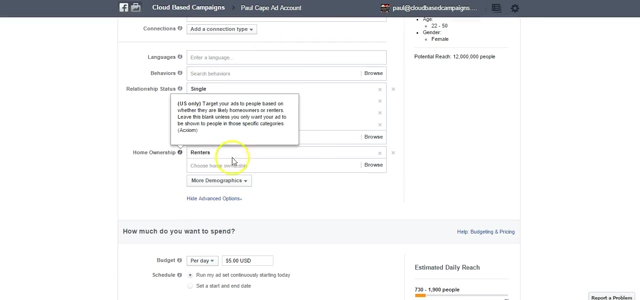 Cloud Based Campaigns
Paul Cape Ad Account
paul@cloudbasedcampaigns...
Connections
Add a connection type
Age:
22 - 50
Gender:
Female
Potential Reach: 12,000,000 people
Languages
Enter a language...
Behaviors
Search behaviors
Browse
Relationship Status
Single
(US only) Target your ads to people based on
whether they are likely homeowners or renters.
Leave this blank unless you only want your ad to
be shown to people in those specific categories
(Acxiom)
Browse
Home Ownership
Renters
Choose home ownership
Browse
More Demographics
Hide Advanced Options
How much do you want to spend?
Help: Budgeting & Pricing
Budget
Per day
$5.00 USD
Schedule
Run my ad set continuously starting today
Set a start and end date
Estimated Daily Reach
730 - 1,900 people
Report a Problem